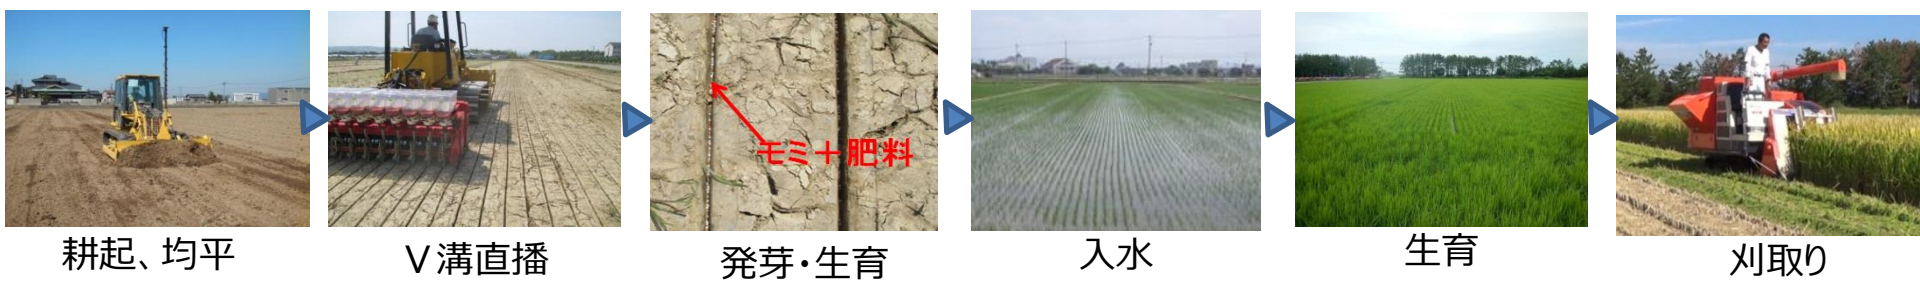 モミ＋肥料
耕起、均平
V溝直播
発芽・生育
入水
生育
刈取り